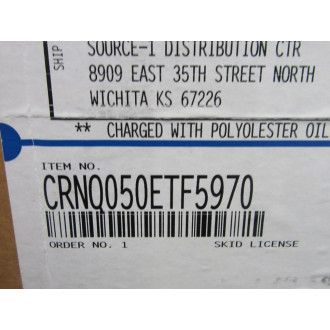 SHIP
SOURCE-1 DISTRIBUTION CTR
8909 EAST 35TH STREET NORTH
WICHITA KS 67226
** CHARGED WITH POLYOLESTER OIL
ITEM NO.
CRNQ050ETF5970
ORDER NO. 1
SKID LICENSE